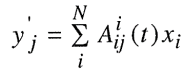 y'_j = \sum_{i}^{N} A_{ij}^{i}(t) x_i